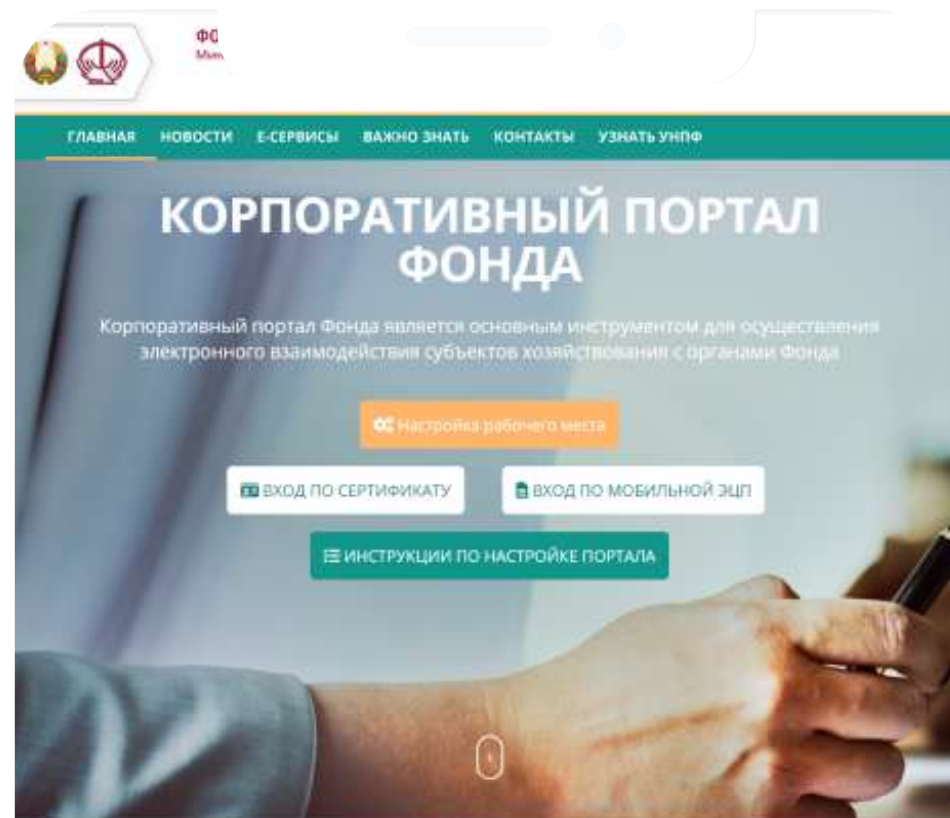 ФО
ГЛАВНАЯ НОВОСТИ Е-СЕРВИСЫ ВАЖНО ЗНАТЬ КОНТАКТЫ УЗНАТЬ УНПФ
КОРПОРАТИВНЫЙ ПОРТАЛ
ФОНДА
Корпоративный портал Фонда является основным инструментом для осуществления
электронного взаимодействия субъектов хозяйствования с органами Фонда
Настройка рабочего места
ВХОД ПО СЕРТИФИКАТУ ВХОД ПО МОБИЛЬНОЙ ЭЦП
ИНСТРУКЦИИ ПО НАСТРОЙКЕ ПОРТАЛА